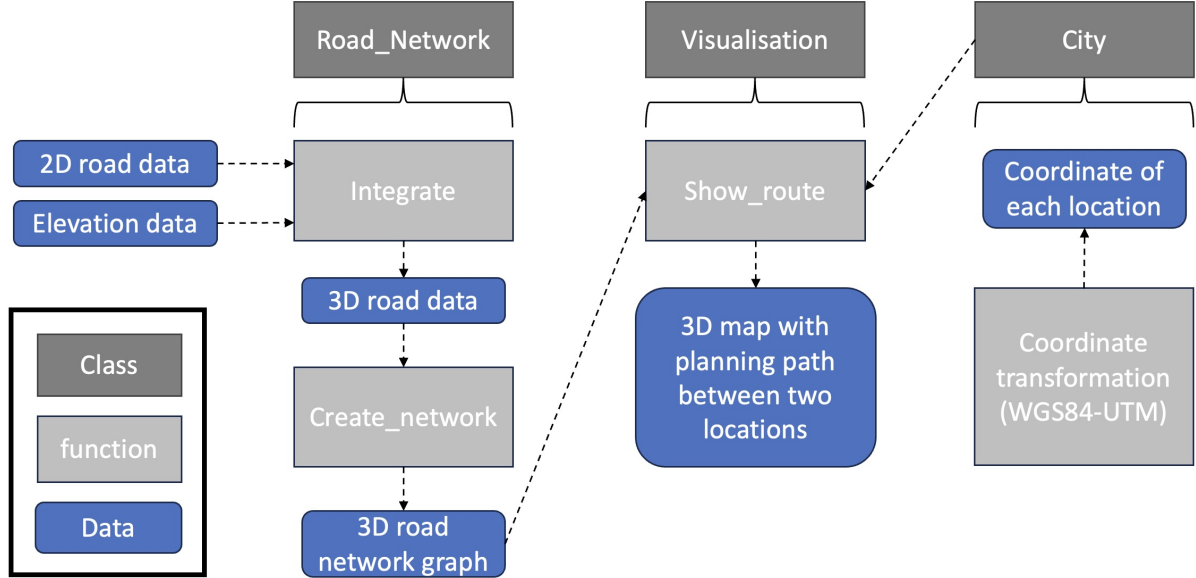 Road_Network
Visualisation
City
2D road data
Elevation data
Integrate
Show_route
Coordinate of
each location
3D road data
3D map with
planning path
between two
locations
Coordinate
transformation
(WGS84-UTM)
Class
function
Data
Create_network
3D road
network graph